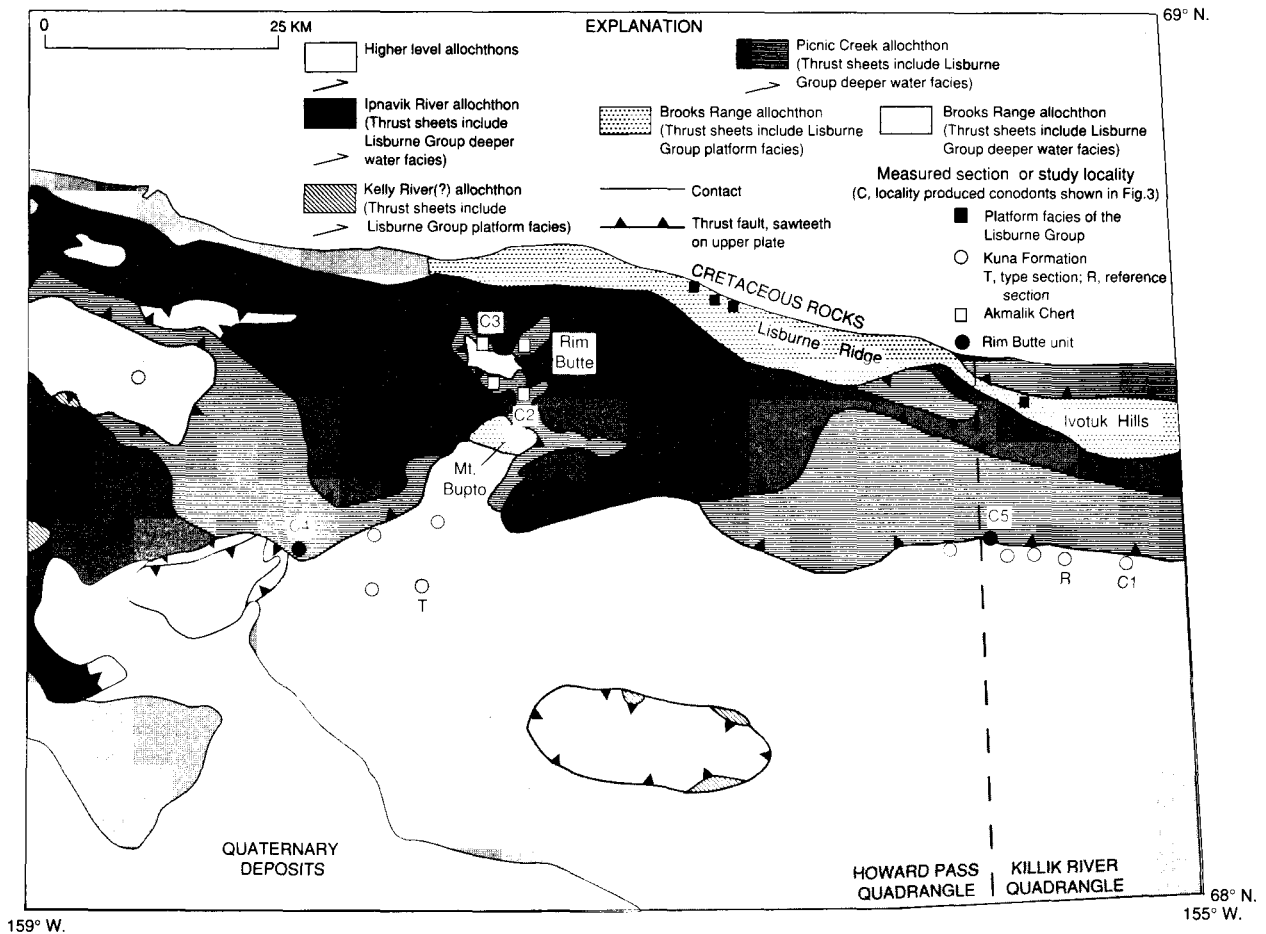 69° N.
0 25 KM
EXPLANATION
Higher level allochthons
Ipnavik River allochthon
(Thrust sheets include
Lisburne Group deeper
water facies)
Kelly River(?) allochthon
(Thrust sheets include
Lisburne Group platform facies)
Picnic Creek allochthon
(Thrust sheets include Lisburne
Group deeper water facies)
Brooks Range allochthon
(Thrust sheets include Lisburne
Group platform facies)
Brooks Range allochthon
(Thrust sheets include Lisburne
Group deeper water facies)
Contact
Thrust fault, sawteeth
on upper plate
Measured section or study locality
(C, locality produced conodonts shown in Fig.3)
Platform facies of the
Lisburne Group
Kuna Formation
T, type section; R, reference
section
Akmalik Chert
Rim Butte unit
CRETACEOUS ROCKS
Lisburne Ridge
Ivotuk Hills
C3
Rim
Butte
C2
Mt.
Bupto
C4
T
C5
R
C1
QUATERNARY
DEPOSITS
HOWARD PASS
QUADRANGLE
KILLIK RIVER
QUADRANGLE
68° N.
155° W.
159° W.